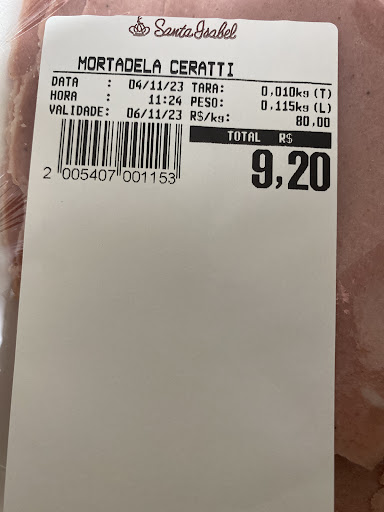 Santa Isabel
MORTADELA CERATTI
DATA : 04/11/23 TARA: 0,010kg (T)
HORA : 11:24 PESO: 0,115kg (L)
VALIDADE: 06/11/23 R$/kg: 80,00
TOTAL R$
9,20
2 005407 001153